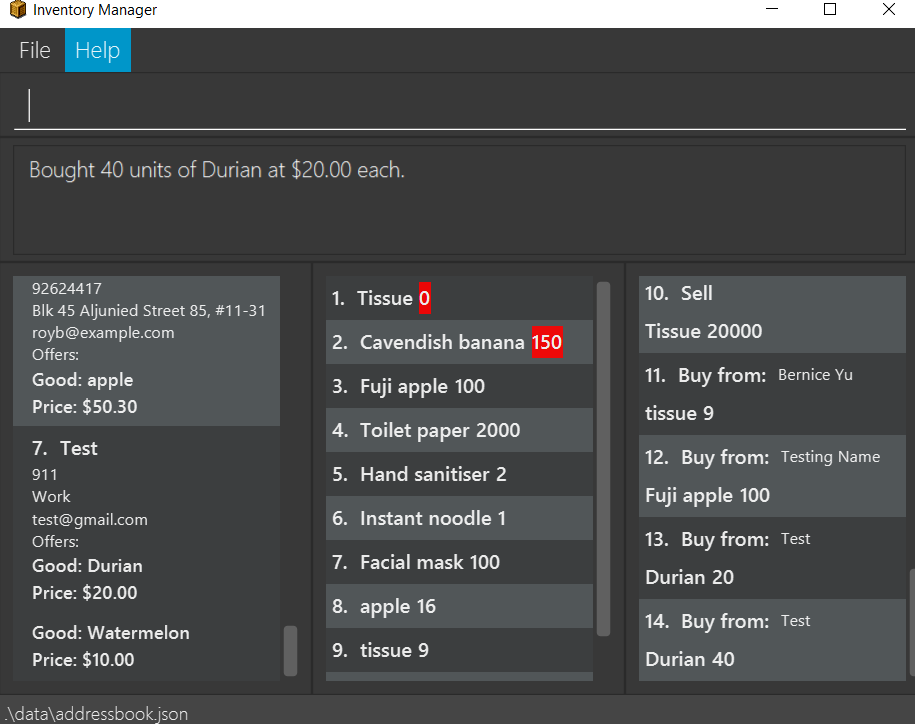 Inventory Manager
File Help
Bought 40 units of Durian at $20.00 each.
92624417
Blk 45 Aljunied Street 85, #11-31
royb@example.com
Offers:
Good: apple
Price: $50.30
7. Test
911
Work
test@gmail.com
Offers:
Good: Durian
Price: $20.00
Good: Watermelon
Price: $10.00
1. Tissue 0
2. Cavendish banana 150
3. Fuji apple 100
4. Toilet paper 2000
5. Hand sanitiser 2
6. Instant noodle 1
7. Facial mask 100
8. apple 16
9. tissue 9
10. Sell
Tissue 20000
11. Buy from: Bernice Yu
tissue 9
12. Buy from: Testing Name
Fuji apple 100
13. Buy from: Test
Durian 20
14. Buy from: Test
Durian 40
.\data\addressbook.json